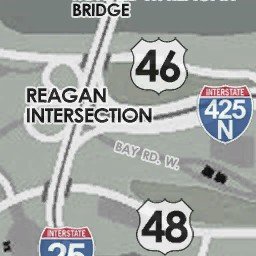 BRIDGE
46
REAGAN
INTERSECTION
INTERSTATE
425
N
BAY RD. W.
48
INTERSTATE
25